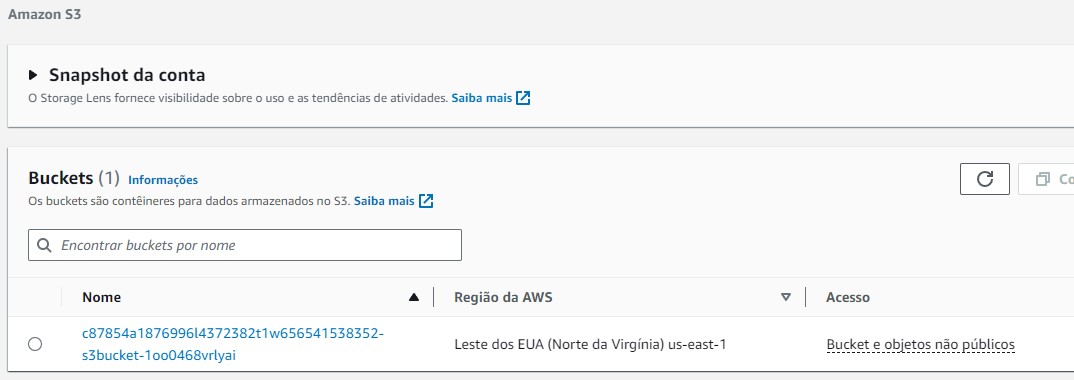 Amazon S3
Snapshot da conta
O Storage Lens fornece visibilidade sobre o uso e as tendências de atividades. Saiba mais
Buckets (1) Informações
Os buckets são contêineres para dados armazenados no S3. Saiba mais
Co
Encontrar buckets por nome
Nome Região da AWS Acesso
c87854a1876996l4372382t1w656541538352-
s3bucket-1oo0468vrlyai
Leste dos EUA (Norte da Virgínia) us-east-1 Bucket e objetos não públicos